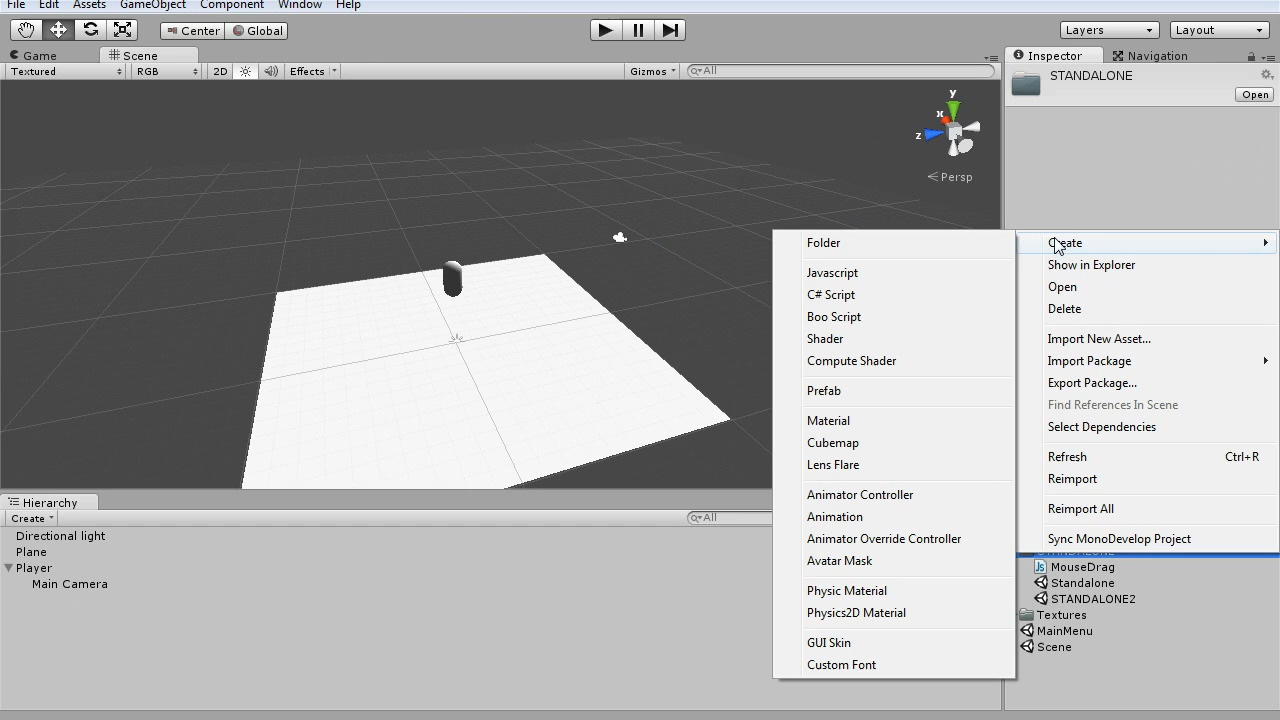 File Edit Assets GameObject Component Window Help
Center Global Layers Layout
Game Scene Inspector Navigation
Textured RGB 2D Effects Gizmos All
STANDALONE
Open
y
x
z
Persp
Folder
Javascript
C# Script
Boo Script
Shader
Compute Shader
Prefab
Material
Cubemap
Lens Flare
Animator Controller
Animation
Animator Override Controller
Avatar Mask
Physic Material
Physics2D Material
GUI Skin
Custom Font
Create
Show in Explorer
Open
Delete
Import New Asset...
Import Package
Export Package...
Find References In Scene
Select Dependencies
Refresh Ctrl+R
Reimport
Reimport All
Sync MonoDevelop Project
Hierarchy
Create All
Directional light
Plane
Player
Main Camera
STANDALONE
Js MouseDrag
Standalone
STANDALONE2
Textures
MainMenu
Scene